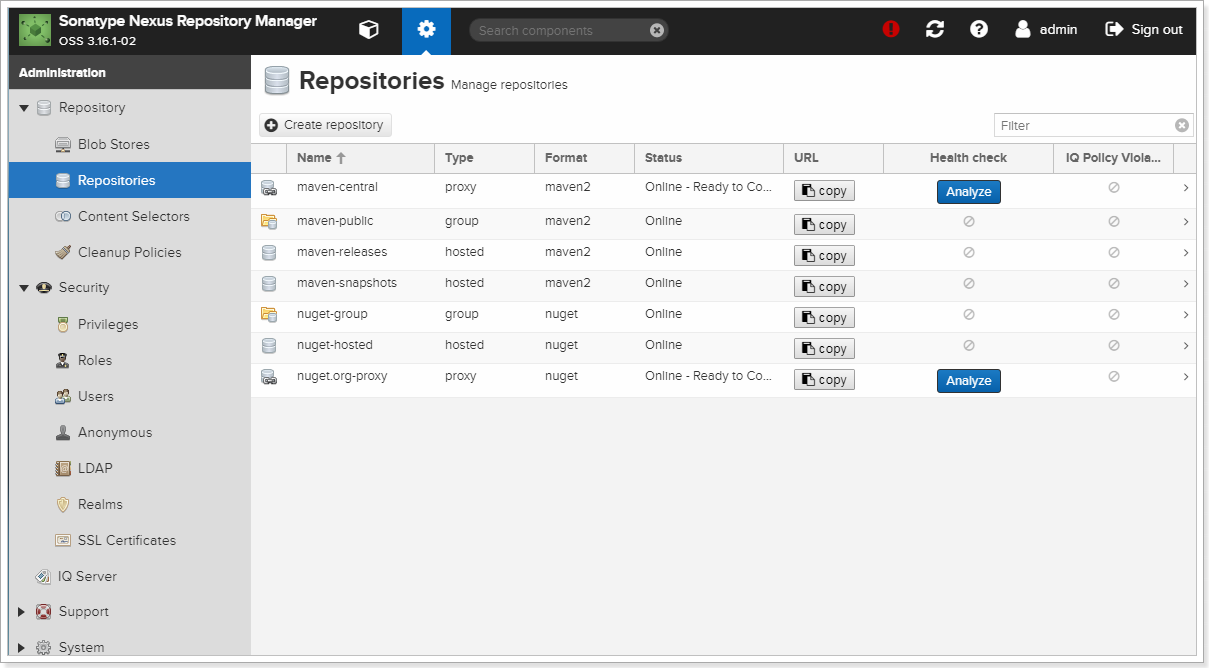 Sonatype Nexus Repository Manager
OSS 3.16.1-02
Search components
admin
Sign out
Administration
Repository
Blob Stores
Repositories
Content Selectors
Cleanup Policies
Security
Privileges
Roles
Users
Anonymous
LDAP
Realms
SSL Certificates
IQ Server
Support
System
Repositories Manage repositories
Create repository
Filter
Name Type Format Status URL Health check IQ Policy Viola...
maven-central proxy maven2 Online - Ready to Co... copy Analyze
maven-public group maven2 Online copy
maven-releases hosted maven2 Online copy
maven-snapshots hosted maven2 Online copy
nuget-group group nuget Online copy
nuget-hosted hosted nuget Online copy
nuget.org-proxy proxy nuget Online - Ready to Co... copy Analyze